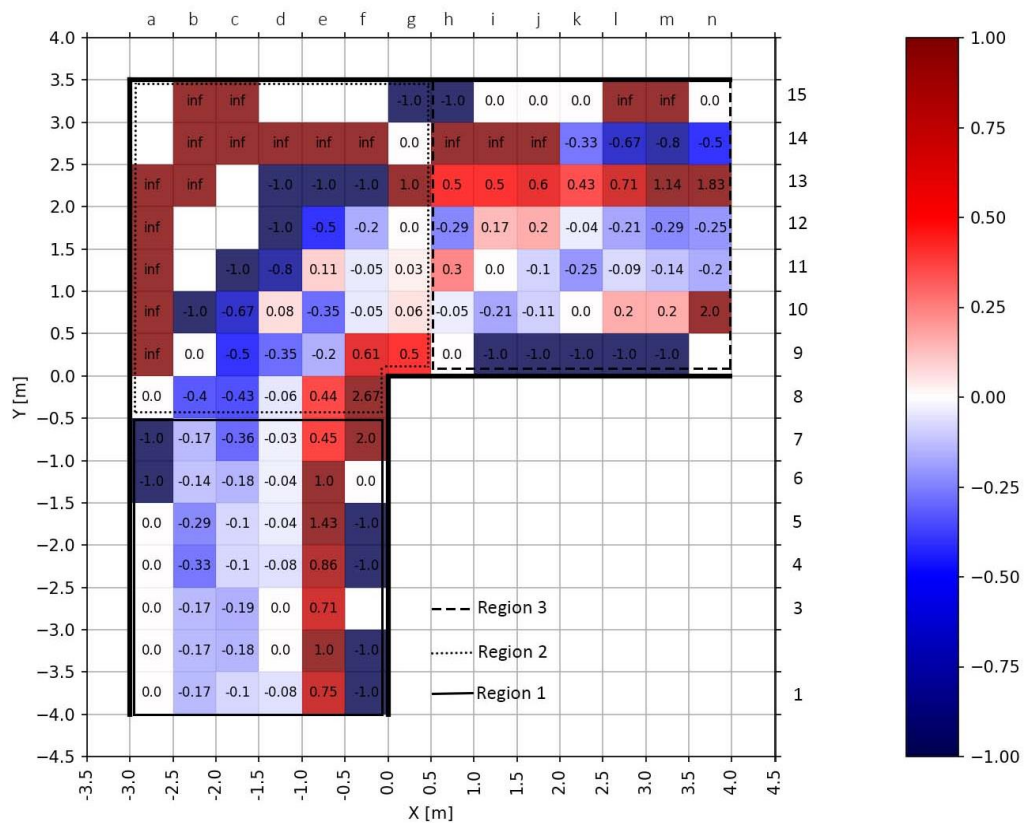 a b c d e f g h i j k l m n
4.0 1.00
3.5
inf inf -1.0 -1.0 0.0 0.0 0.0 inf inf 0.0 15
3.0
inf inf inf inf inf 0.0 inf inf inf -0.33 -0.67 -0.8 -0.5 14
2.5 0.75
inf inf -1.0 -1.0 -1.0 1.0 0.5 0.5 0.6 0.43 0.71 1.14 1.83 13
2.0
inf -1.0 -0.5 -0.2 0.0 -0.29 0.17 0.2 -0.04 -0.21 -0.29 -0.25 12
1.5 0.50
inf -1.0 -0.8 0.11 -0.05 0.03 0.3 0.0 -0.1 -0.25 -0.09 -0.14 -0.2 11
1.0
inf -1.0 -0.67 0.08 -0.35 -0.05 0.06 -0.05 -0.21 -0.11 0.0 0.2 0.2 2.0 10
0.5 0.25
inf 0.0 -0.5 -0.35 -0.2 0.61 0.5 0.0 -1.0 -1.0 -1.0 -1.0 -1.0 9
0.0
0.0 -0.4 -0.43 -0.06 0.44 2.67 8 0.00
−0.5
-1.0 -0.17 -0.36 -0.03 0.45 2.0 7
−1.0
-1.0 -0.14 -0.18 -0.04 1.0 0.0 6 −0.25
−1.5
0.0 -0.29 -0.1 -0.04 1.43 -1.0 5
−2.0
0.0 -0.33 -0.1 -0.08 0.86 -1.0 4
−2.5 −0.50
0.0 -0.17 -0.19 0.0 0.71 Region 3 3
−3.0
0.0 -0.17 -0.18 0.0 1.0 -1.0 Region 2
−3.5 −0.75
0.0 -0.17 -0.1 -0.08 0.75 -1.0 Region 1 1
−4.0
−4.5 −1.00
-3.5 -3.0 -2.5 -2.0 -1.5 -1.0 -0.5 0.0 0.5 1.0 1.5 2.0 2.5 3.0 3.5 4.0 4.5
X [m]
Y [m]